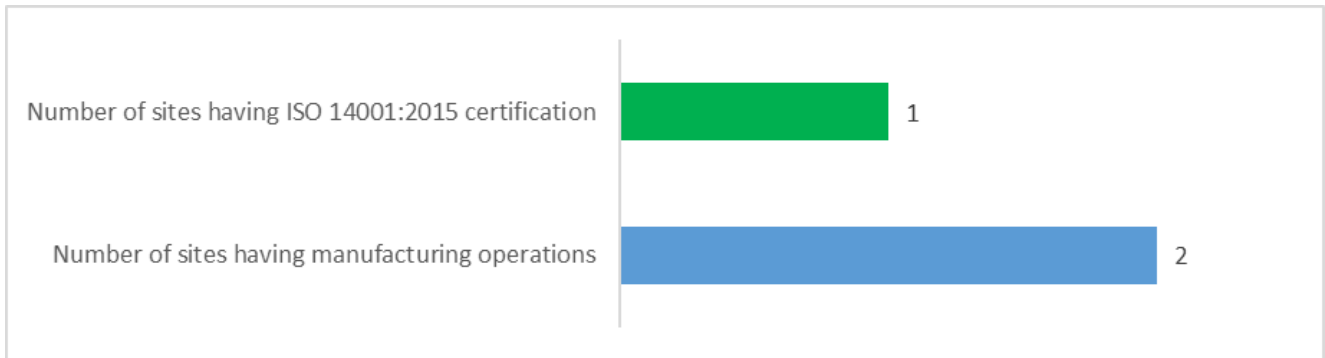 Number of sites having ISO 14001:2015 certification
1
Number of sites having manufacturing operations
2